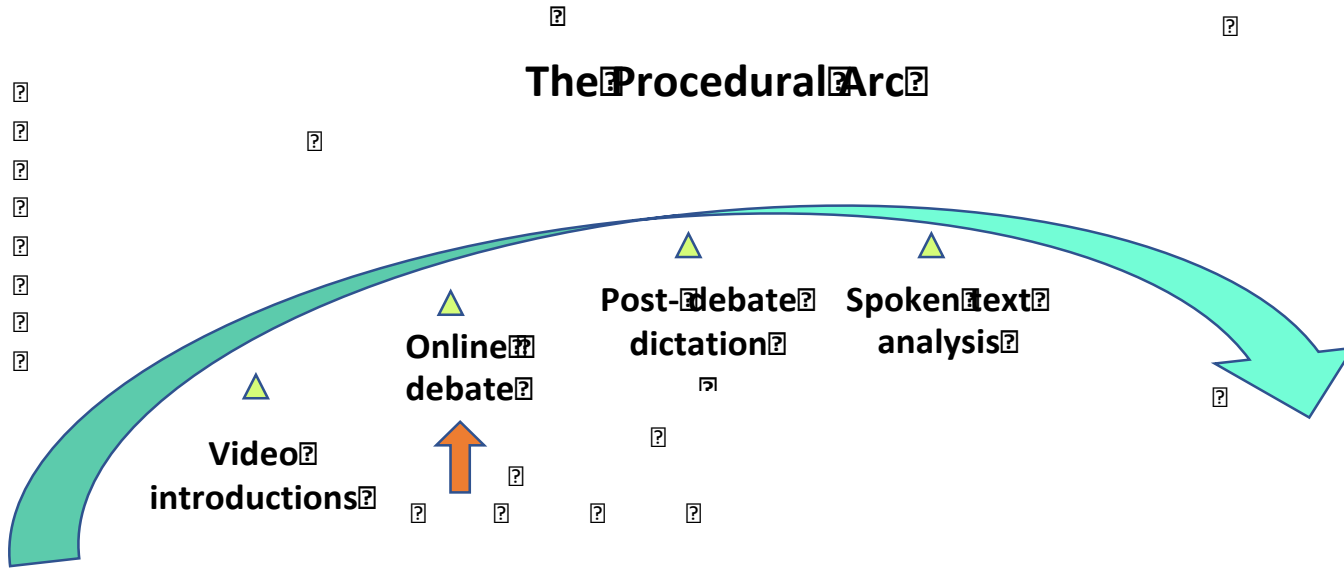 The Procedural Arc
Video
introductions
Online
debate
Post-debate
dictation
Spoken text
analysis